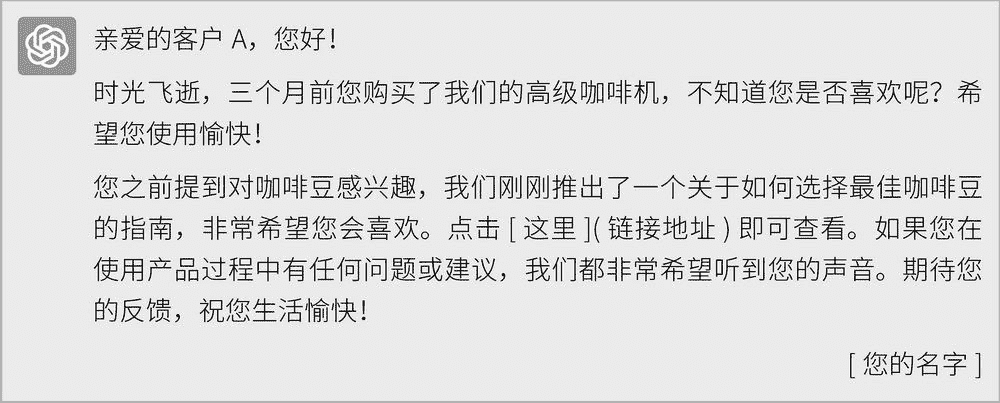 亲爱的客户 A，您好！
时光飞逝，三个月前您购买了我们的高级咖啡机，不知道您是否喜欢呢？希
望您使用愉快！
您之前提到对咖啡豆感兴趣，我们刚刚推出了一个关于如何选择最佳咖啡豆
的指南，非常希望您会喜欢。点击 [ 这里 ]( 链接地址 ) 即可查看。如果您在
使用产品过程中有任何问题或建议，我们都非常希望听到您的声音。期待您
的反馈，祝您生活愉快！
[ 您的名字 ]